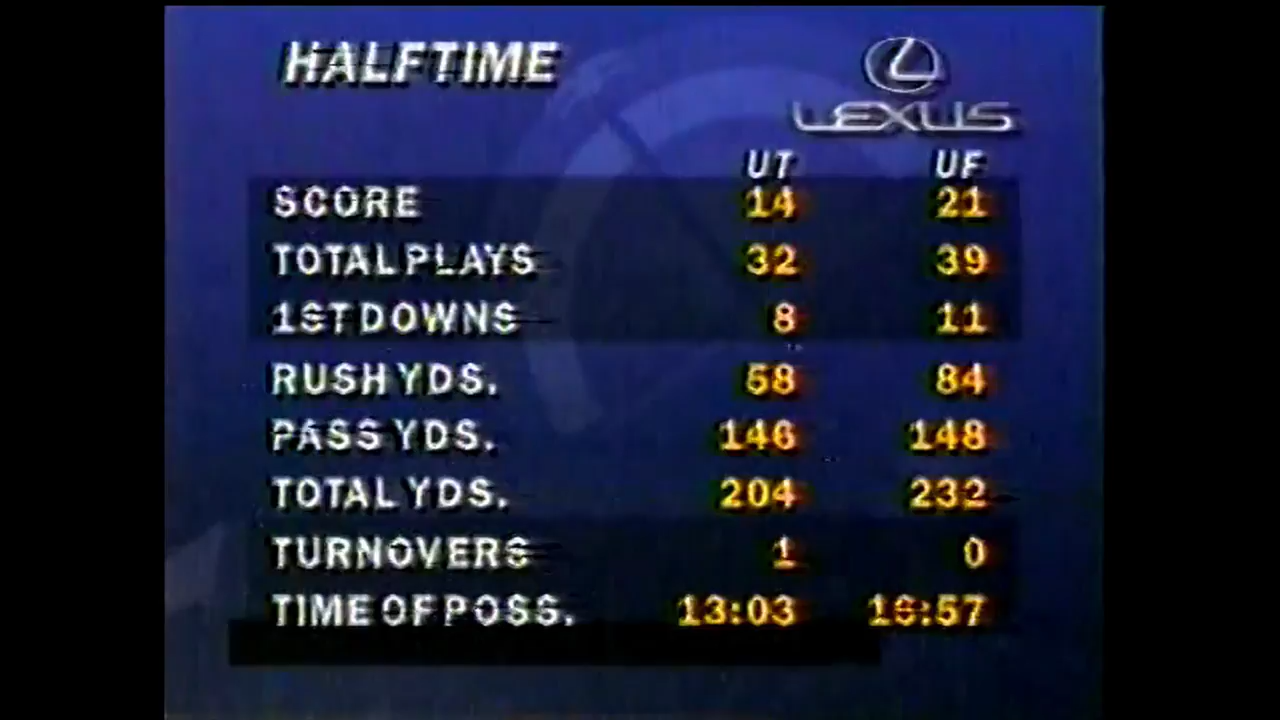 HALFTIME
LEXUS
UT UF
SCORE 14 21
TOTAL PLAYS 32 39
1ST DOWNS 8 11
RUSH YDS. 58 84
PASS YDS. 146 148
TOTAL YDS. 204 232
TURNOVERS 1 0
TIME OF POSS. 13:03 16:57